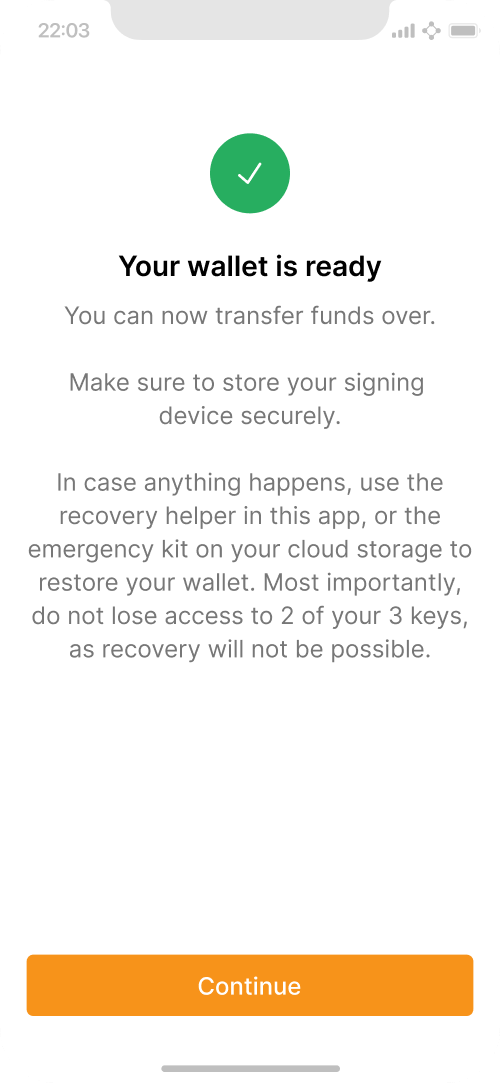 22:03
Your wallet is ready
You can now transfer funds over.
Make sure to store your signing
device securely.
In case anything happens, use the
recovery helper in this app, or the
emergency kit on your cloud storage to
restore your wallet. Most importantly,
do not lose access to 2 of your 3 keys,
as recovery will not be possible.
Continue